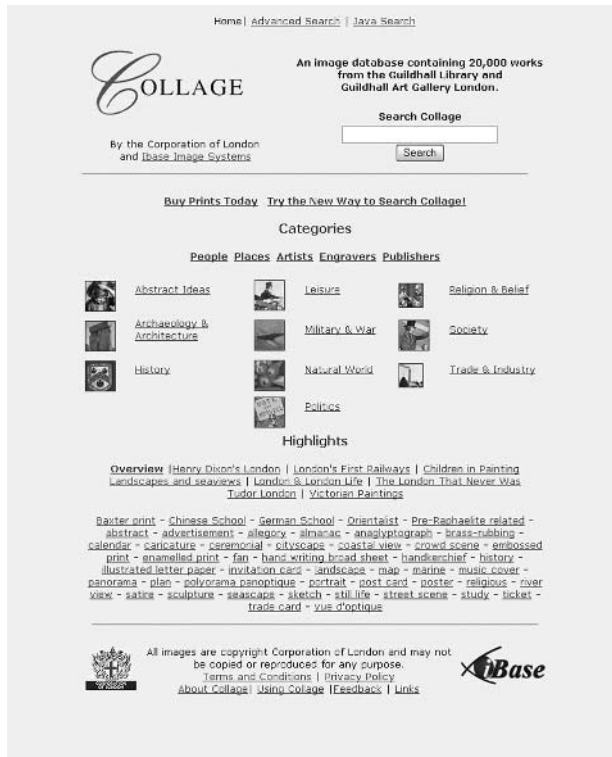 Home| Advanced Search | Java Search
COLLAGE
An image database containing 20,000 works
from the Guildhall Library and
Guildhall Art Gallery London.
Search Collage
Search
By the Corporation of London
and Ibase Image Systems
Buy Prints Today Try the New Way to Search Collage!
Categories
People Places Artists Engravers Publishers
Abstract Ideas
Leisure
Religion & Belief
Archaeology &
Architecture
Military & War
Society
History
Natural World
Trade & Industry
Politics
Highlights
Overview |Henry Dixon's London | London's First Railways | Children in Painting
Landscapes and seaviews | London & London Life | The London That Never Was
Tudor London | Victorian Paintings
Baxter print - Chinese School - German School - Orientalist - Pre-Raphaelite related -
abstract - advertisement - allegory - almanac - anaglyptograph - brass-rubbing -
calendar - caricature - ceremonial - cityscape - coastal view - crowd scene - embossed
print - enamelled print - fan - hand writing broad sheet - handkerchief - history -
illustrated letter paper - invitation card - landscape - map - marine - music cover -
panorama - plan - polyorama panoptique - portrait - post card - poster - religious - river
view - satire - sculpture - seascape - sketch - still life - street scene - study - ticket -
trade card - vue d'optique
All images are copyright Corporation of London and may not
be copied or reproduced for any purpose.
Terms and Conditions | Privacy Policy
About Collage| Using Collage |Feedback | Links
iBase